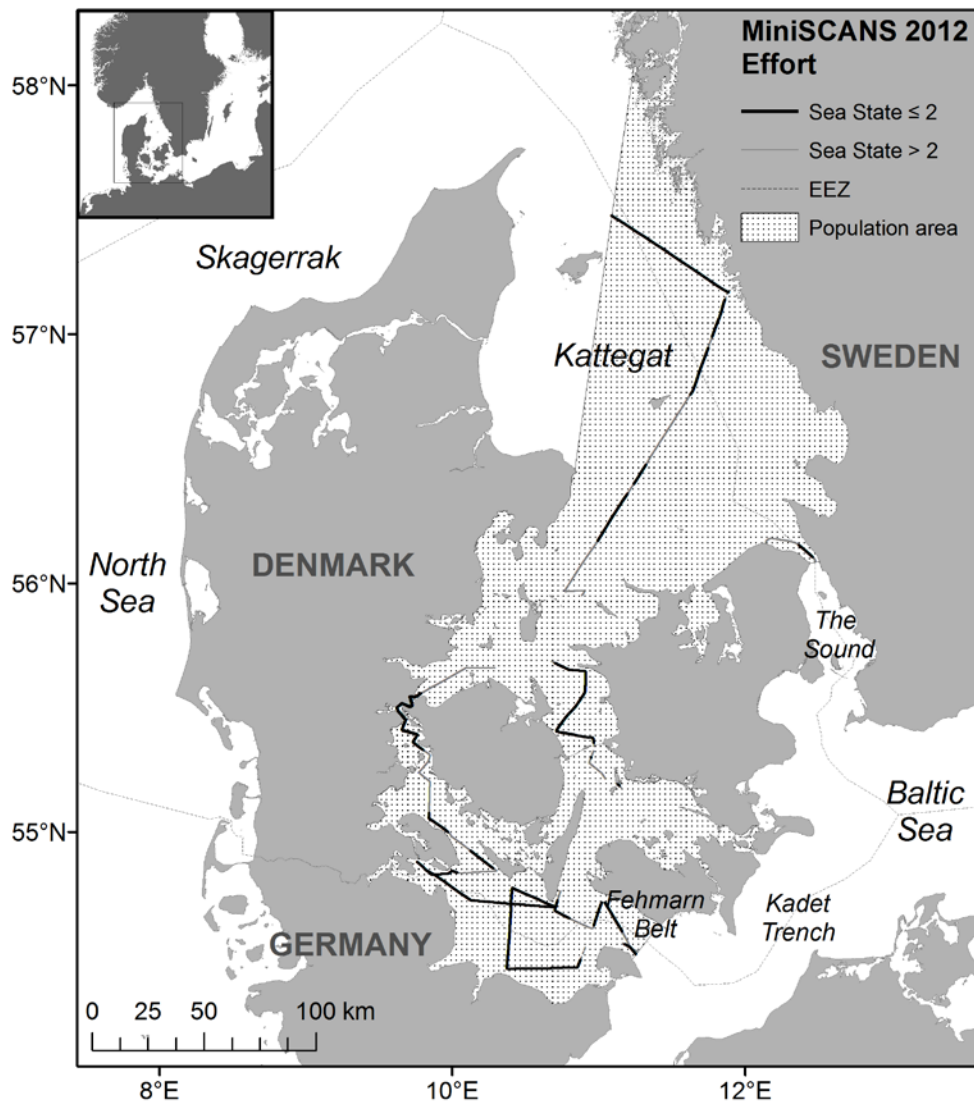 MiniSCANS 2012
Effort
Sea State ≤ 2
Sea State > 2
EEZ
Population area
58°N
57°N
56°N
55°N
Skagerrak
Kattegat
SWEDEN
DENMARK
North
Sea
The
Sound
Baltic
Sea
Fehmarn
Belt
Kadet
Trench
GERMANY
0 25 50 100 km
8°E 10°E 12°E